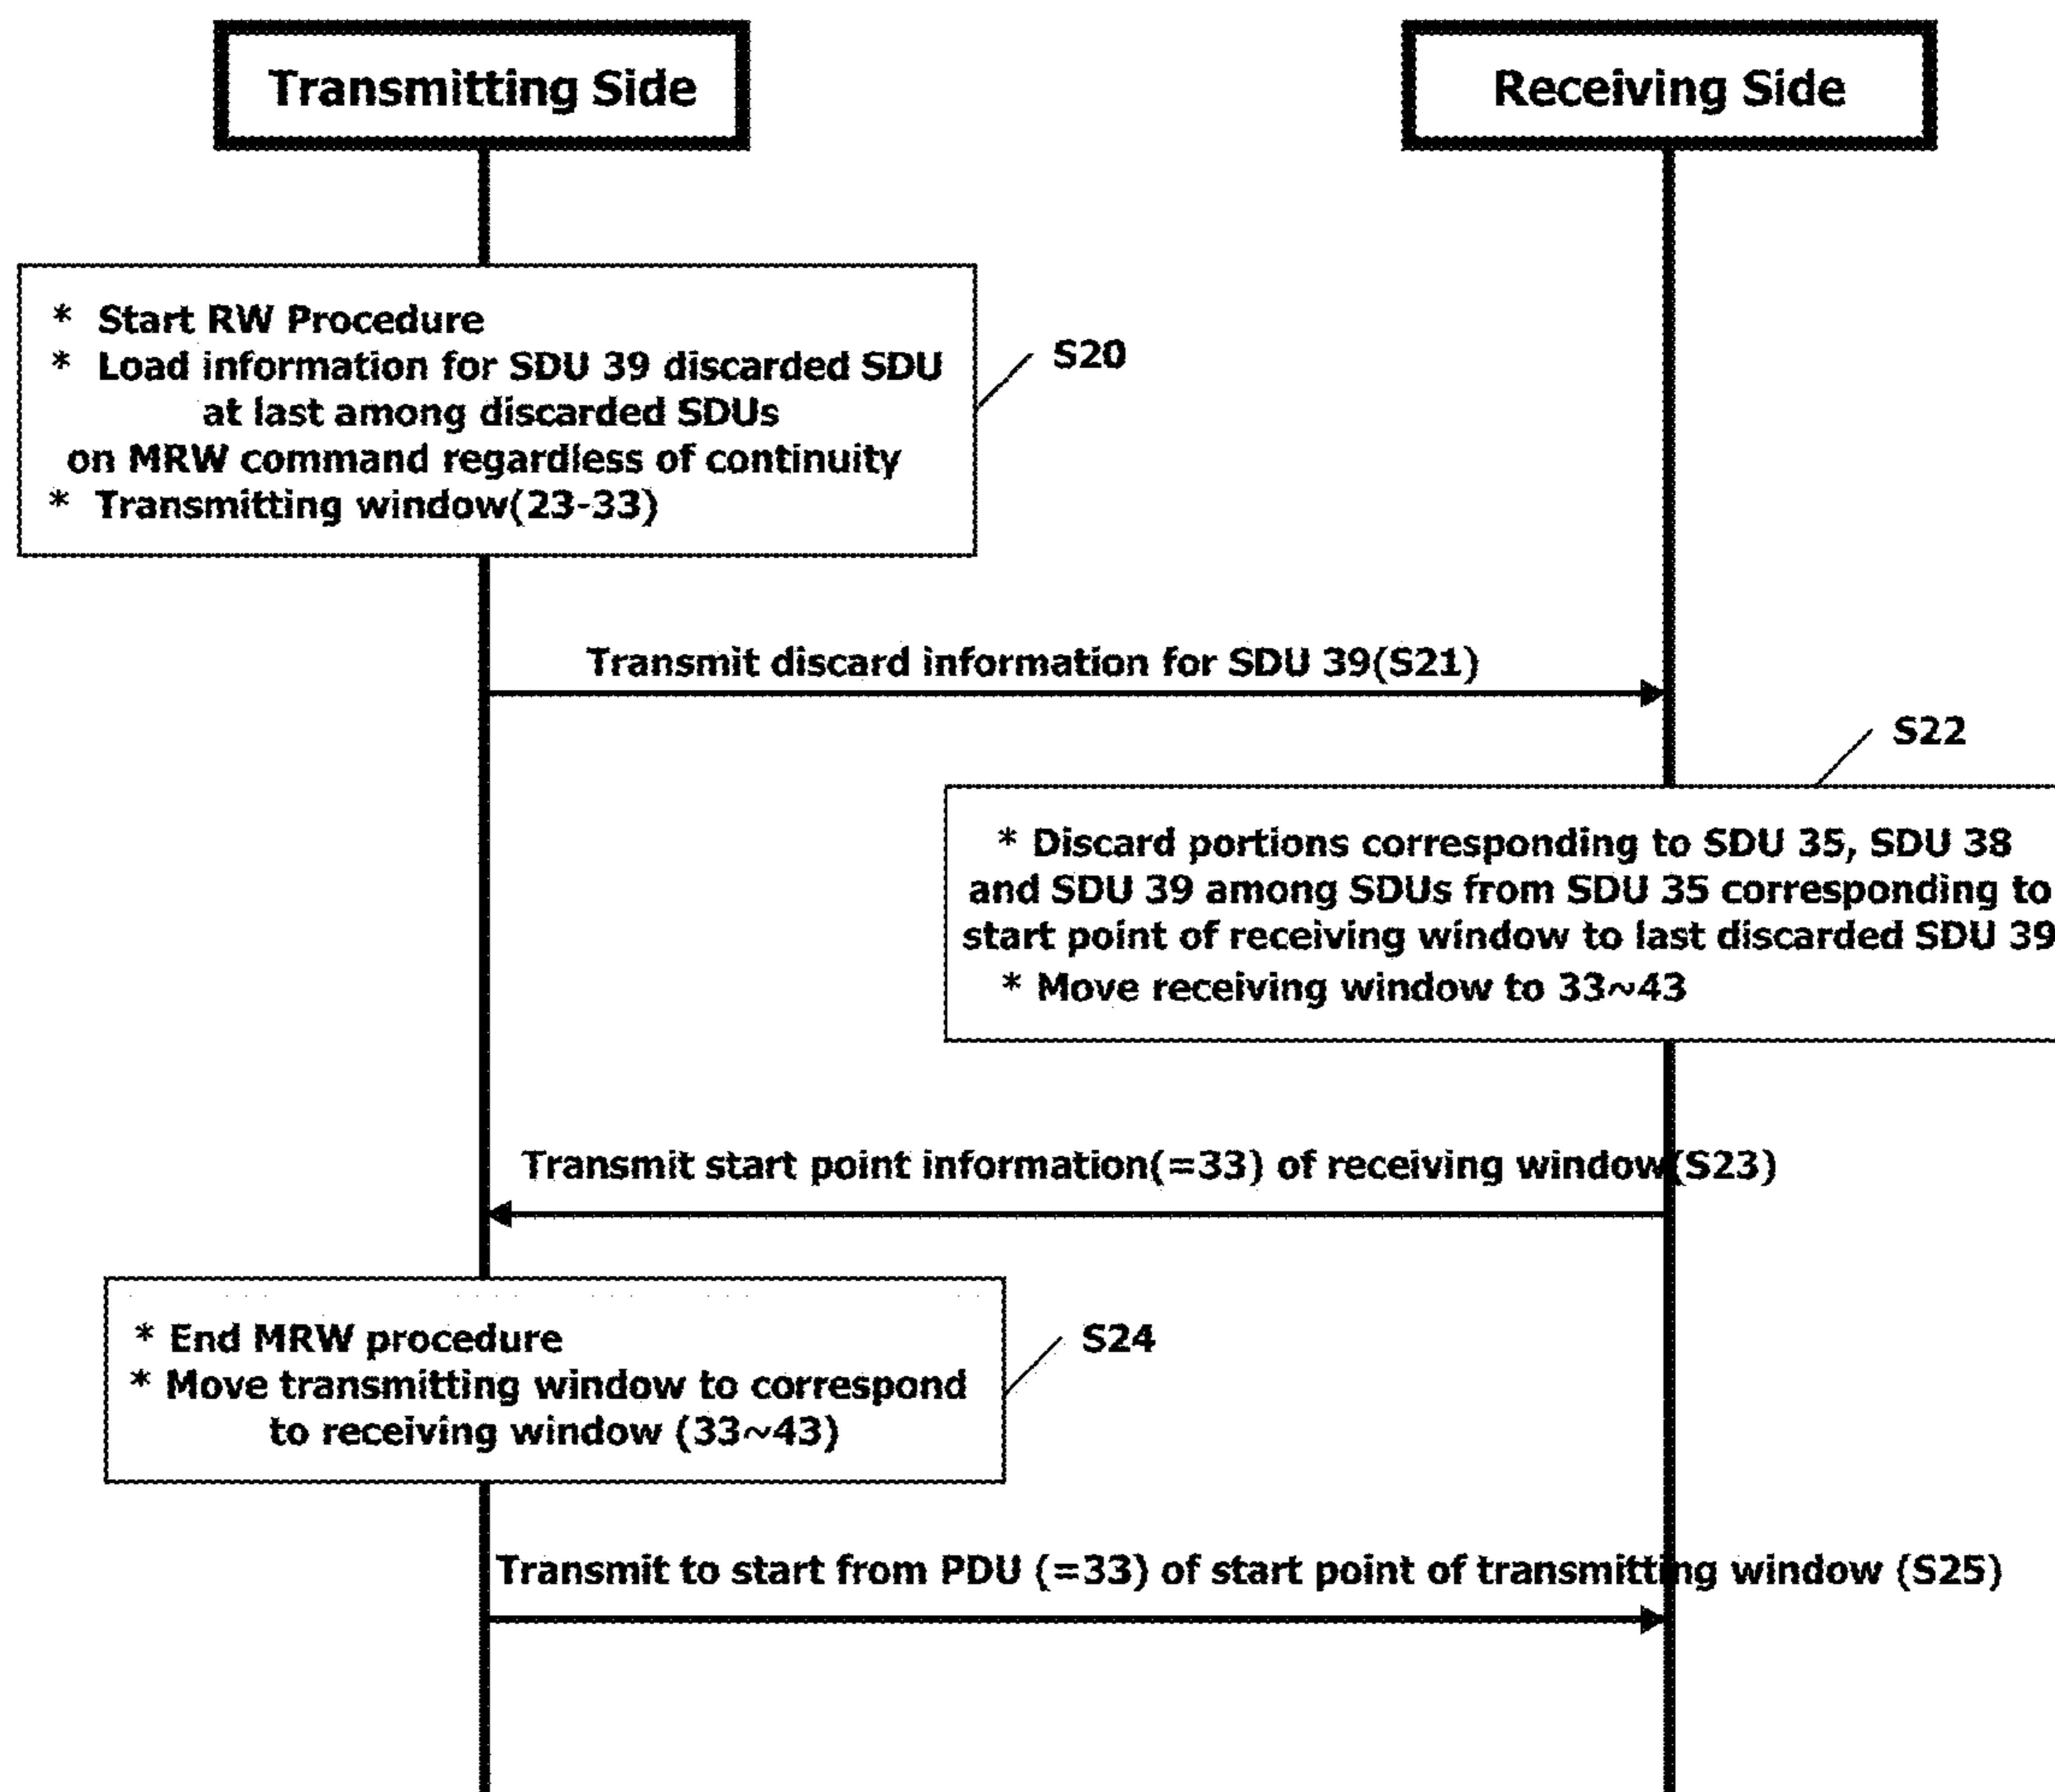 Transmitting Side
Receiving Side
* Start RW Procedure
* Load information for SDU 39 discarded SDU
at last among discarded SDUs
on MRW command regardless of continuity
* Transmitting window(23-33)
S20
Transmit discard information for SDU 39(S21)
S22
* Discard portions corresponding to SDU 35, SDU 38
and SDU 39 among SDUs from SDU 35 corresponding to
start point of receiving window to last discarded SDU 39
* Move receiving window to 33~43
Transmit start point information(=33) of receiving window(S23)
* End MRW procedure
* Move transmitting window to correspond
to receiving window (33~43)
S24
Transmit to start from PDU (=33) of start point of transmitting window (S25)